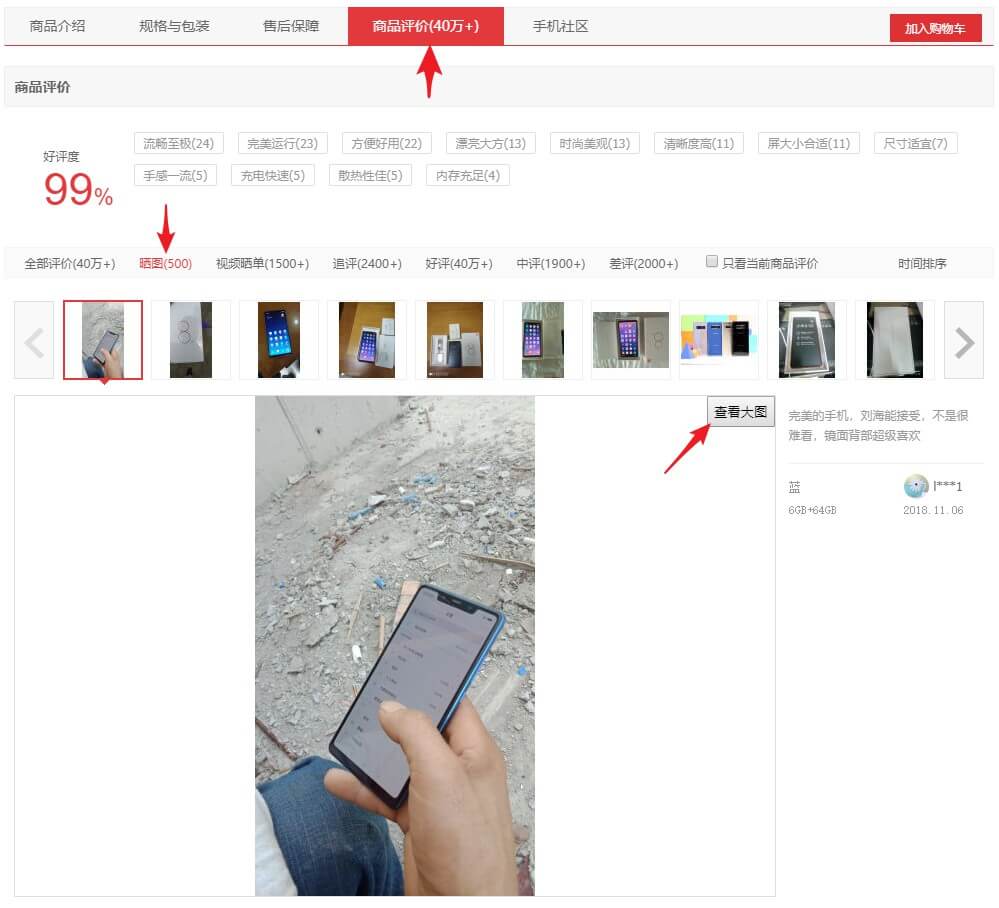 商品介绍 规格与包装 售后保障 商品评价(40万+) 手机社区 加入购物车
商品评价
好评度
99%
流畅至极(24) 完美运行(23) 方便好用(22) 漂亮大方(13) 时尚美观(13) 清晰度高(11) 屏大小合适(11) 尺寸适宜(7)
手感一流(5) 充电快速(5) 散热性佳(5) 内存充足(4)
全部评价(40万+) 晒图(500) 视频晒单(1500+) 追评(2400+) 好评(40万+) 中评(1900+) 差评(2000+) 只看当前商品评价 时间排序
查看大图
完美的手机，刘海能接受，不是很
难看，镜面背部超级喜欢
蓝 l***1
6GB+64GB 2018.11.06